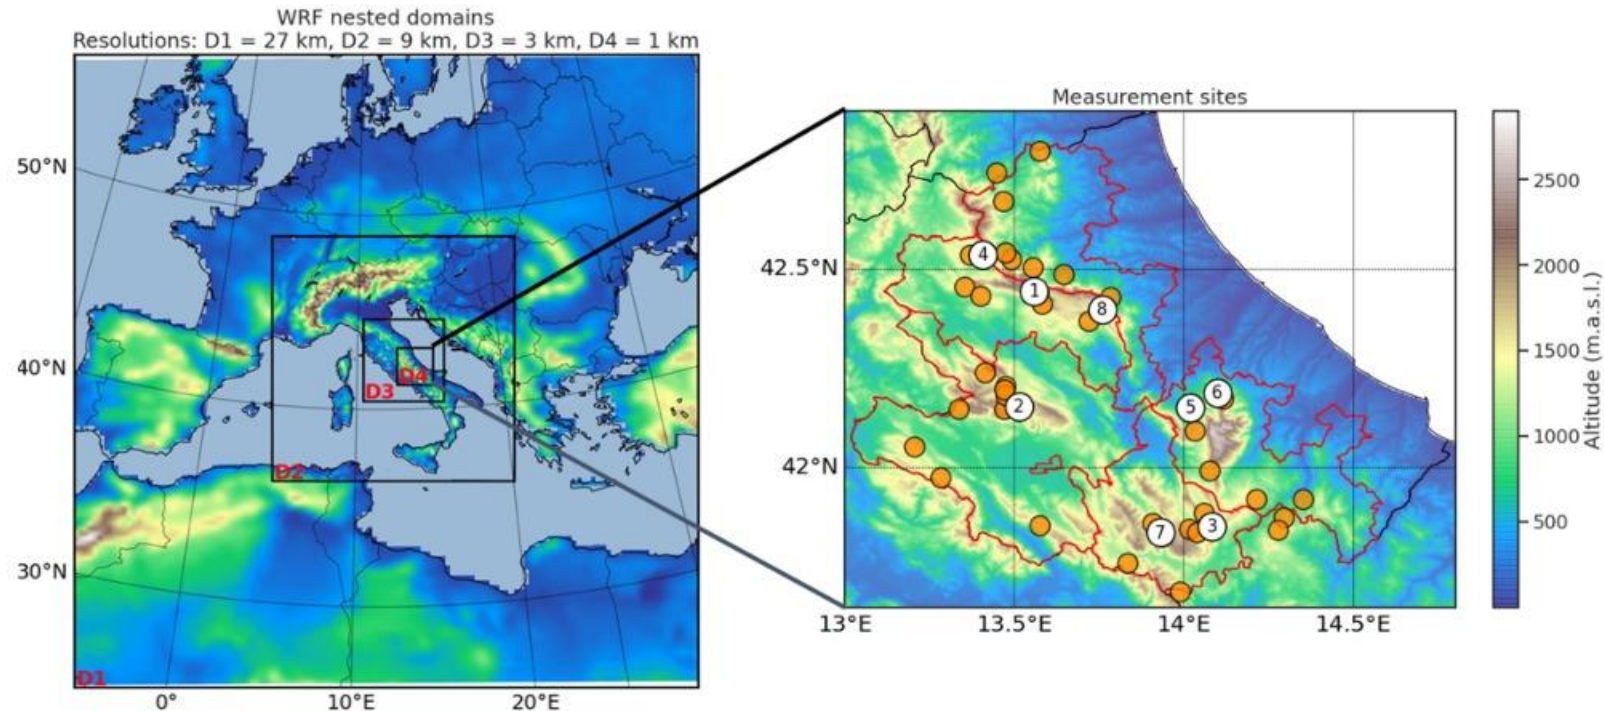 WRF nested domains
Resolutions: D1 = 27 km, D2 = 9 km, D3 = 3 km, D4 = 1 km
50°N
40°N
30°N
D4
D3
D2
D1
0°
10°E
20°E
Measurement sites
42.5°N
42°N
4
1
8
2
6
5
7
3
13°E
13.5°E
14°E
14.5°E
2500
2000
1500
1000
500
Altitude (m.a.s.l.)